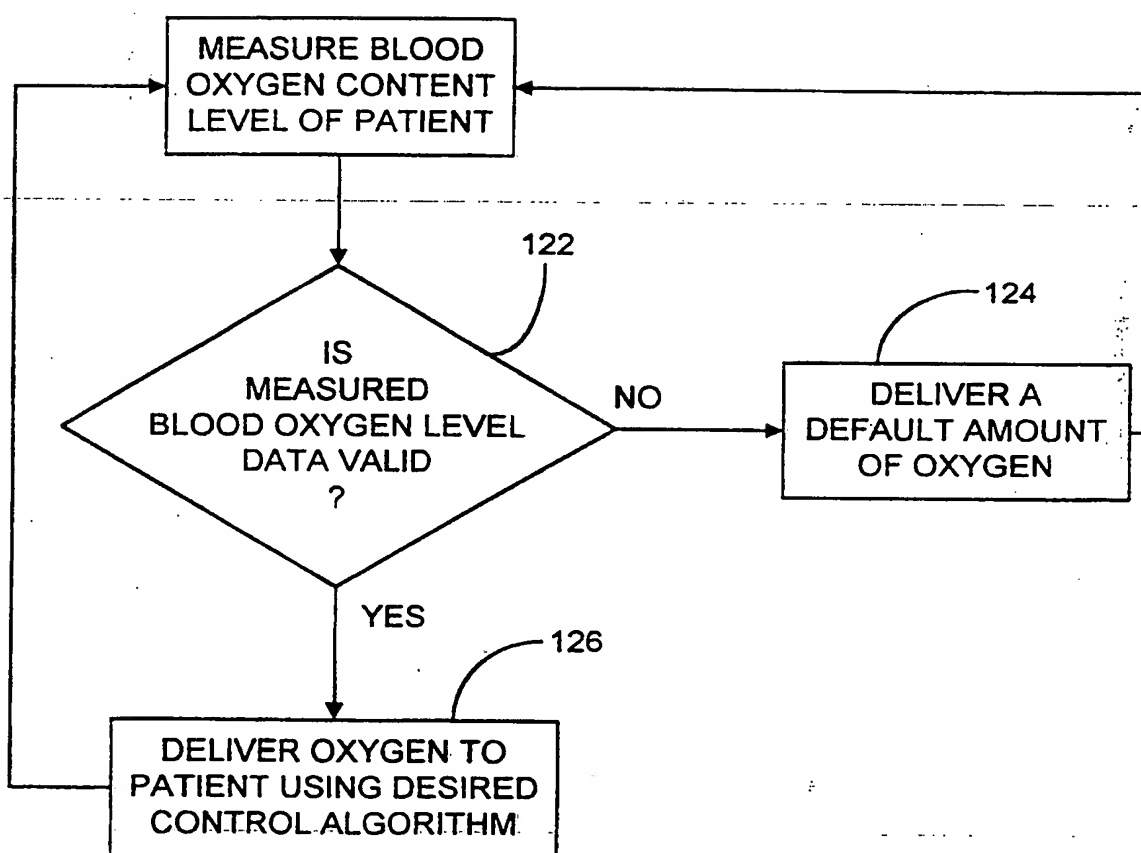 MEASURE BLOOD
OXYGEN CONTENT
LEVEL OF PATIENT
122
IS
MEASURED
BLOOD OXYGEN LEVEL
DATA VALID
?
NO
124
DELIVER A
DEFAULT AMOUNT
OF OXYGEN
YES
126
DELIVER OXYGEN TO
PATIENT USING DESIRED
CONTROL ALGORITHM